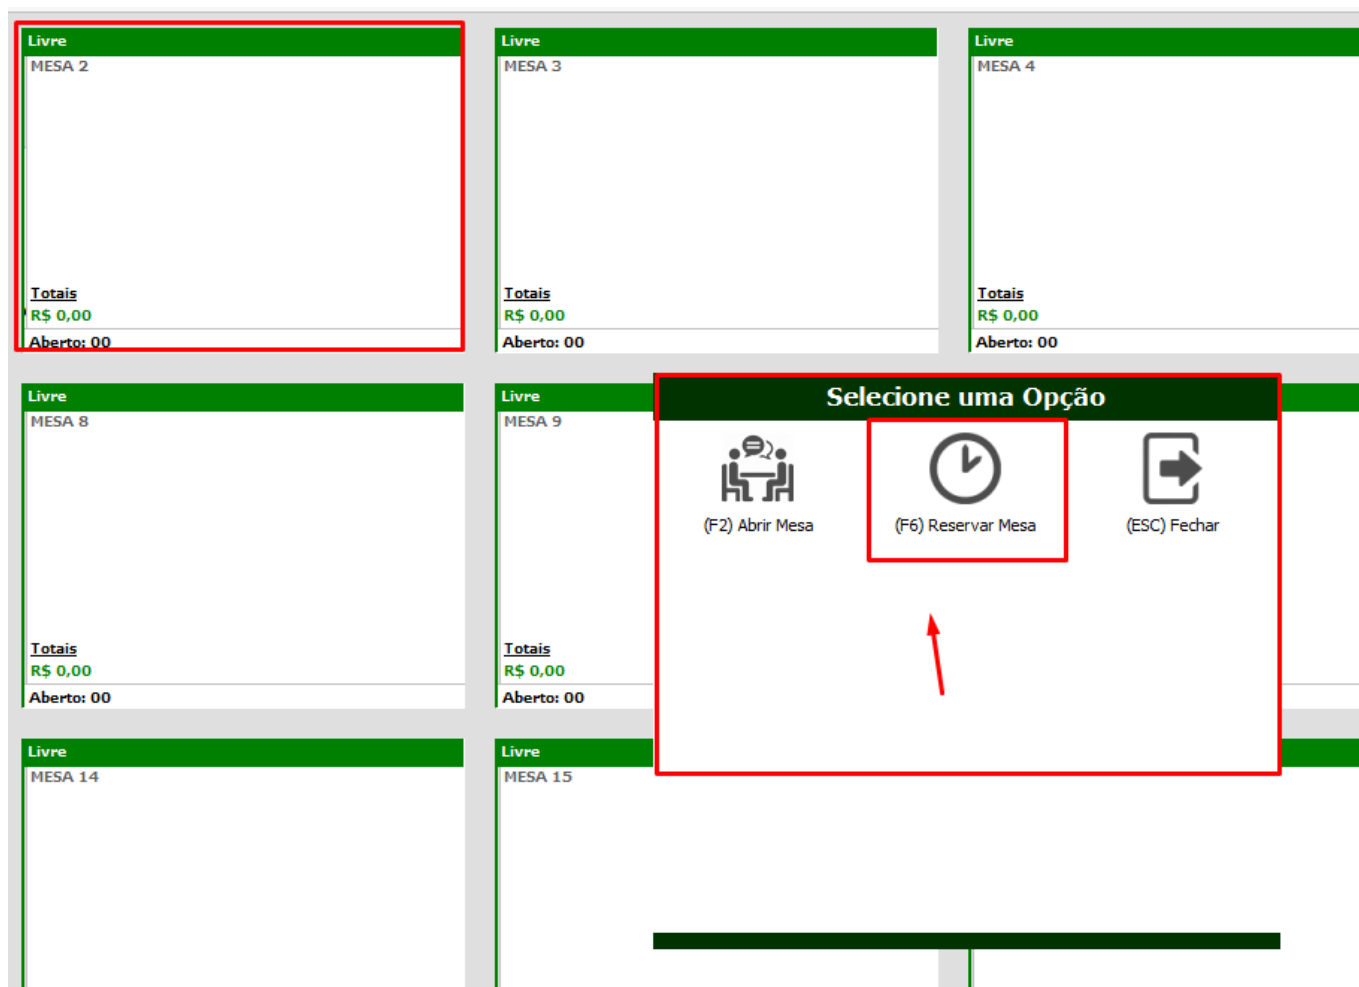 Livre
MESA 2
Totais
R$ 0,00
Aberto: 00
Livre
MESA 3
Totais
R$ 0,00
Aberto: 00
Livre
MESA 4
Totais
R$ 0,00
Aberto: 00
Livre
MESA 8
Totais
R$ 0,00
Aberto: 00
Livre
MESA 9
Totais
R$ 0,00
Aberto: 00
Selecione uma Opção
(F2) Abrir Mesa
(F6) Reservar Mesa
(ESC) Fechar
Livre
MESA 14
Livre
MESA 15